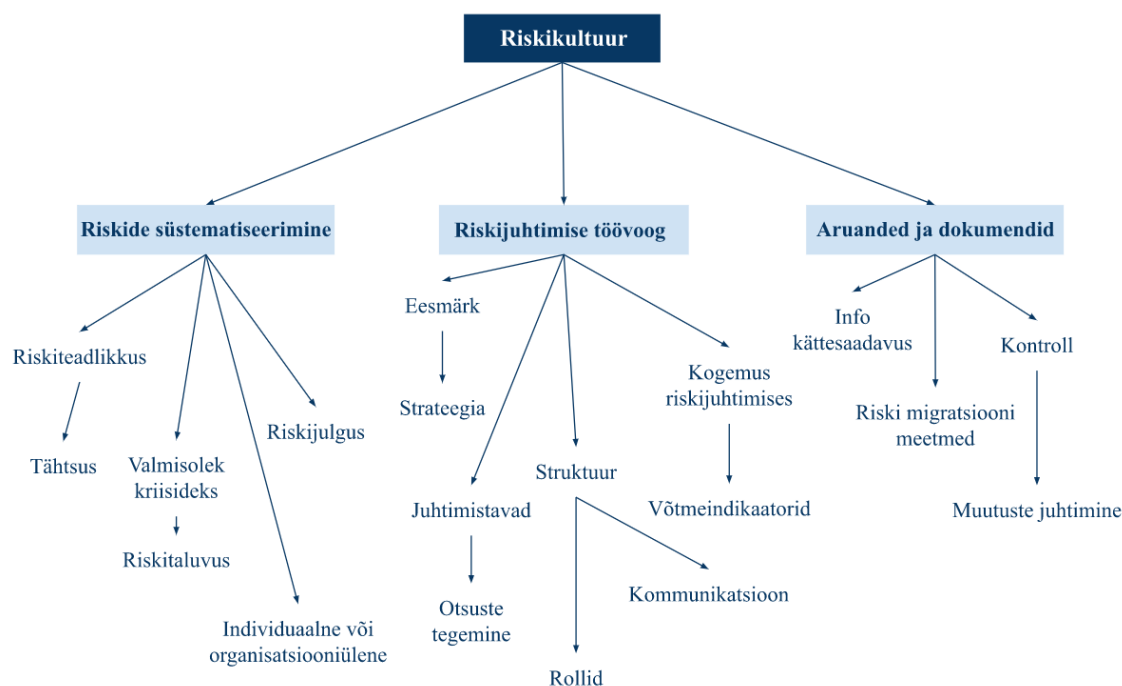 Riskikultuur
Riskide süstematiseerimine
Riskiteadlikkus
Tähtsus
Valmisolek
kriisideks
Riskitaluvus
Individuaalne või
organisatsiooniülene
Riskijulgus
Riskijuhtimise töövoog
Eesmärk
Strateegia
Juhtimistavad
Otsuste
tegemine
Struktuur
Rollid
Kommunikatsioon
Kogemus
riskijuhtimises
Võtmeindikaatorid
Aruanded ja dokumendid
Info
kättesaadavus
Riski migratsiooni
meetmed
Kontroll
Muutuste juhtimine